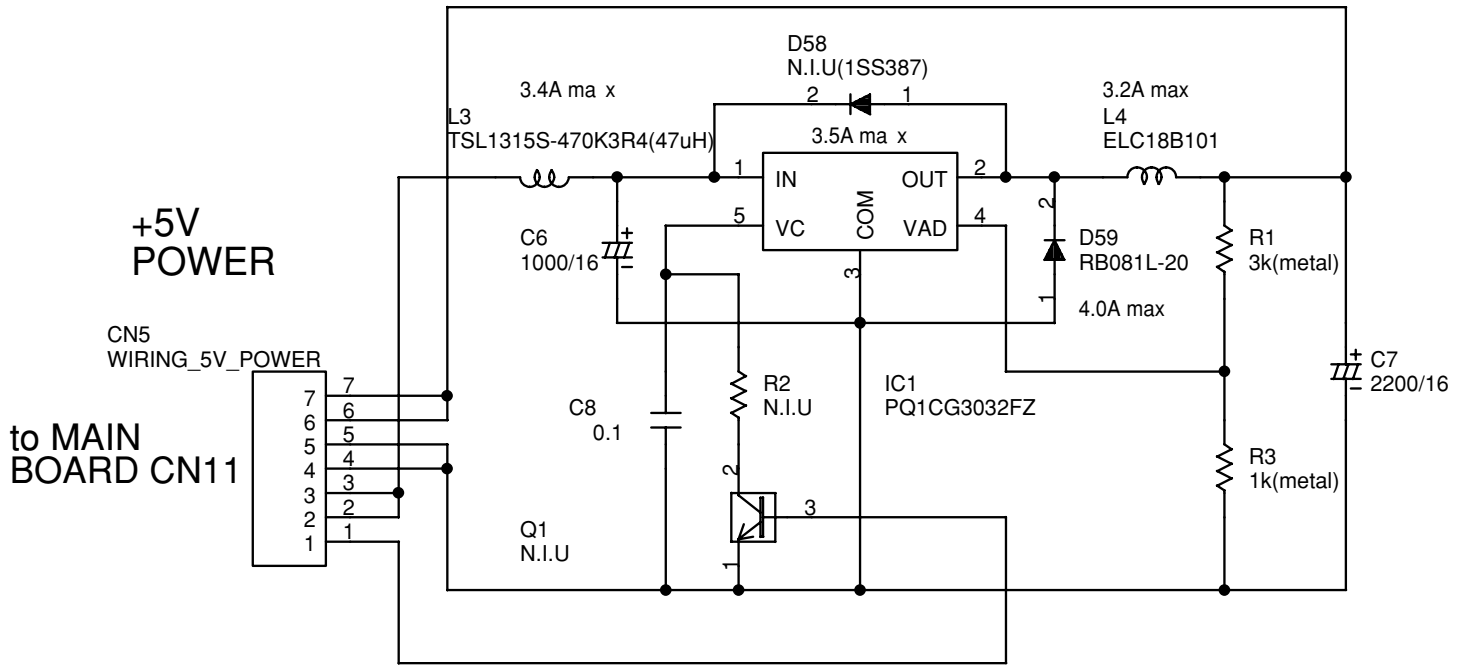 D58
N.I.U(1SS387)
3.4A ma x
2
1
3.2A max
L3
TSL1315S-470K3R4(47uH)
L4
ELC18B101
3.5A ma x
1
IN
OUT
2
+5V
POWER
5
VC
COM
VAD
4
2
C6
1000/16
+
-
3
D59
RB081L-20
R1
3k(metal)
1
4.0A max
CN5
WIRING_5V_POWER
+
-
C7
2200/16
7 7
6 6
5 5
4 4
3 3
2 2
1 1
R2
N.I.U
IC1
PQ1CG3032FZ
C8
0.1
to MAIN
BOARD CN11
R3
1k(metal)
2
3
Q1
N.I.U
1